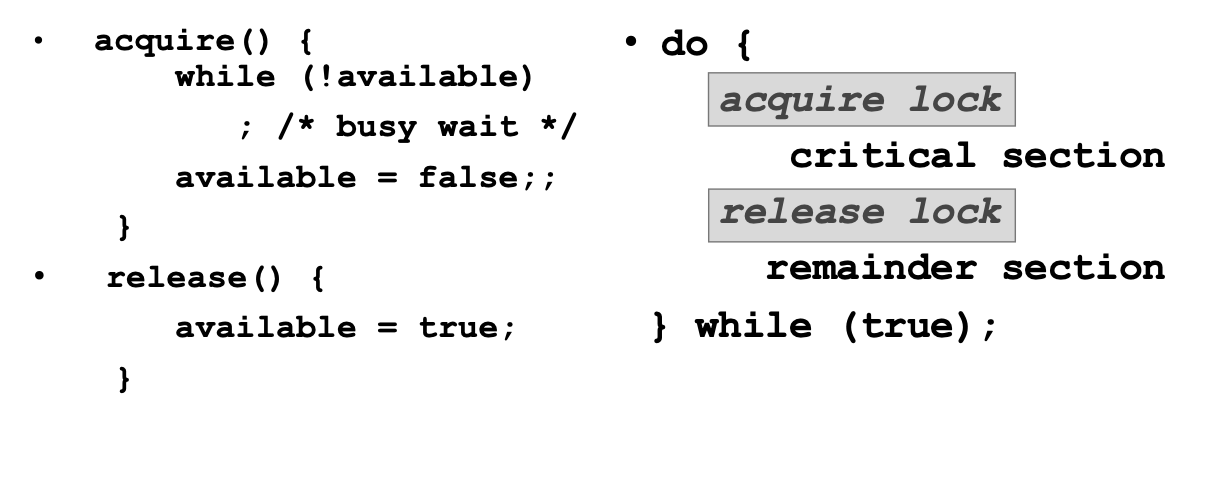 • acquire() {
while (!available)
; /* busy wait */
available = false;;
}
• release() {
available = true;
}
• do {
acquire lock
critical section
release lock
remainder section
} while (true);